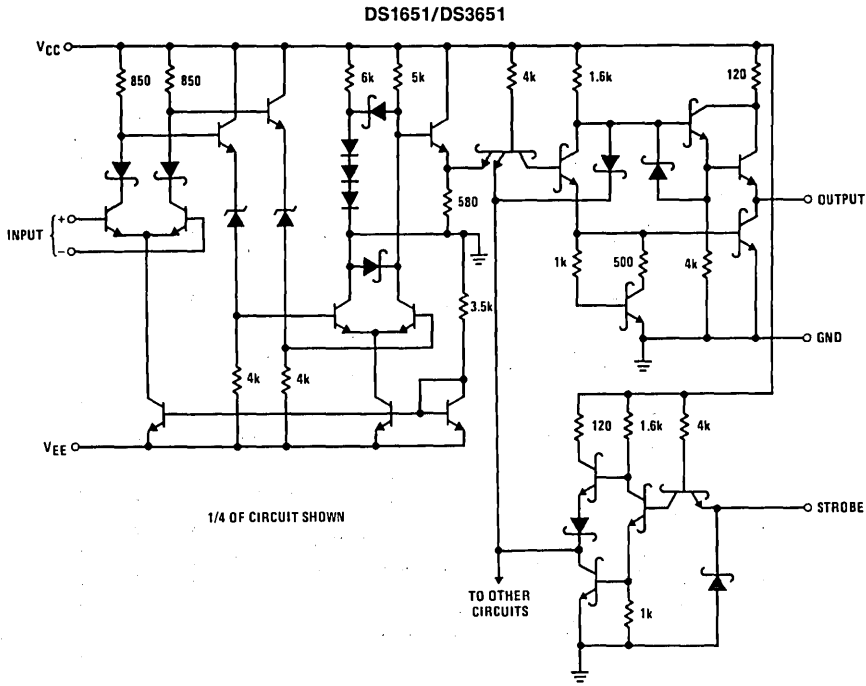 DS1651/DS3651
VCC
850
850
6k
5k
4k
1.6k
120
580
INPUT
+
−
OUTPUT
1k
500
4k
3.5k
GND
4k
4k
VEE
120
1.6k
4k
1/4 OF CIRCUIT SHOWN
STROBE
TO OTHER
CIRCUITS
1k